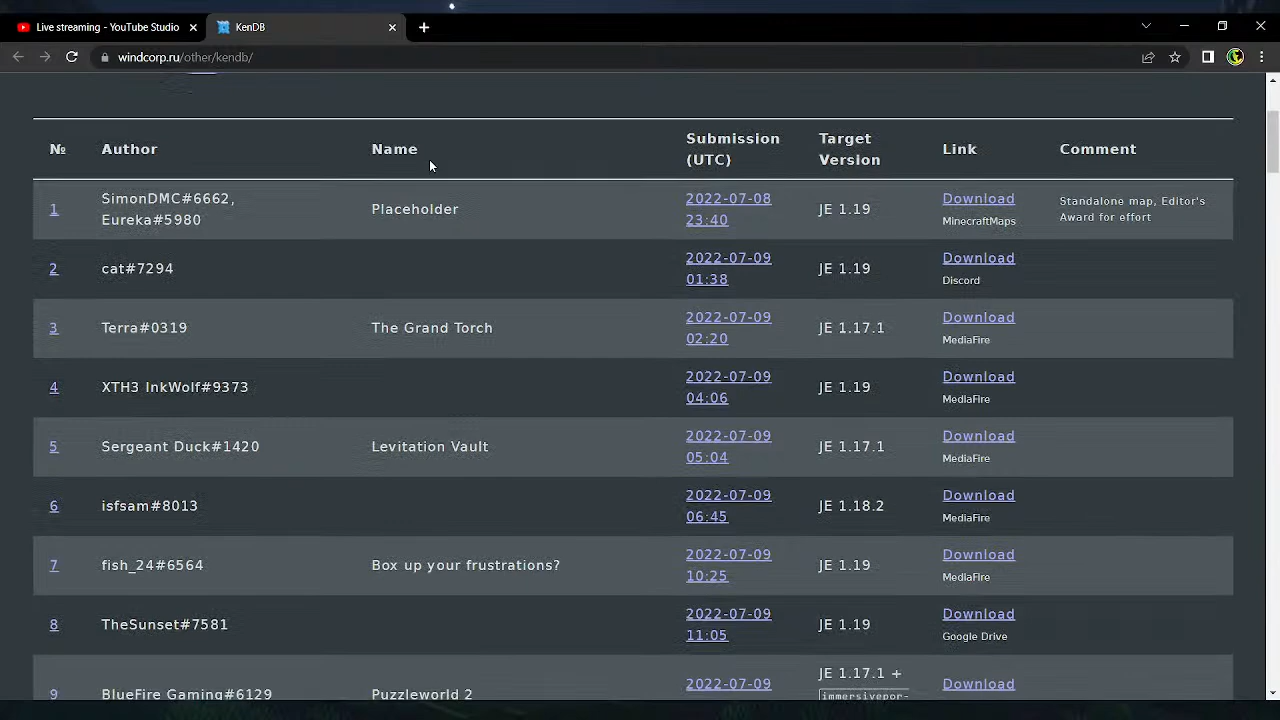 Live streaming - YouTube Studio
KenDB
windcorp.ru/other/kendb/
№ Author Name Submission (UTC) Target Version Link Comment
1 SimonDMC#6662, Eureka#5980 Placeholder 2022-07-08 23:40 JE 1.19 Download MinecraftMaps Standalone map, Editor's Award for effort
2 cat#7294 2022-07-09 01:38 JE 1.19 Download Discord
3 Terra#0319 The Grand Torch 2022-07-09 02:20 JE 1.17.1 Download MediaFire
4 XTH3 InkWolf#9373 2022-07-09 04:06 JE 1.19 Download MediaFire
5 Sergeant Duck#1420 Levitation Vault 2022-07-09 05:04 JE 1.17.1 Download MediaFire
6 isfsam#8013 2022-07-09 06:45 JE 1.18.2 Download MediaFire
7 fish_24#6564 Box up your frustrations? 2022-07-09 10:25 JE 1.19 Download MediaFire
8 TheSunset#7581 2022-07-09 11:05 JE 1.19 Download Google Drive
9 BlueFire Gaming#6129 Puzzleworld 2 2022-07-09 JE 1.17.1 + immersivepor- Download